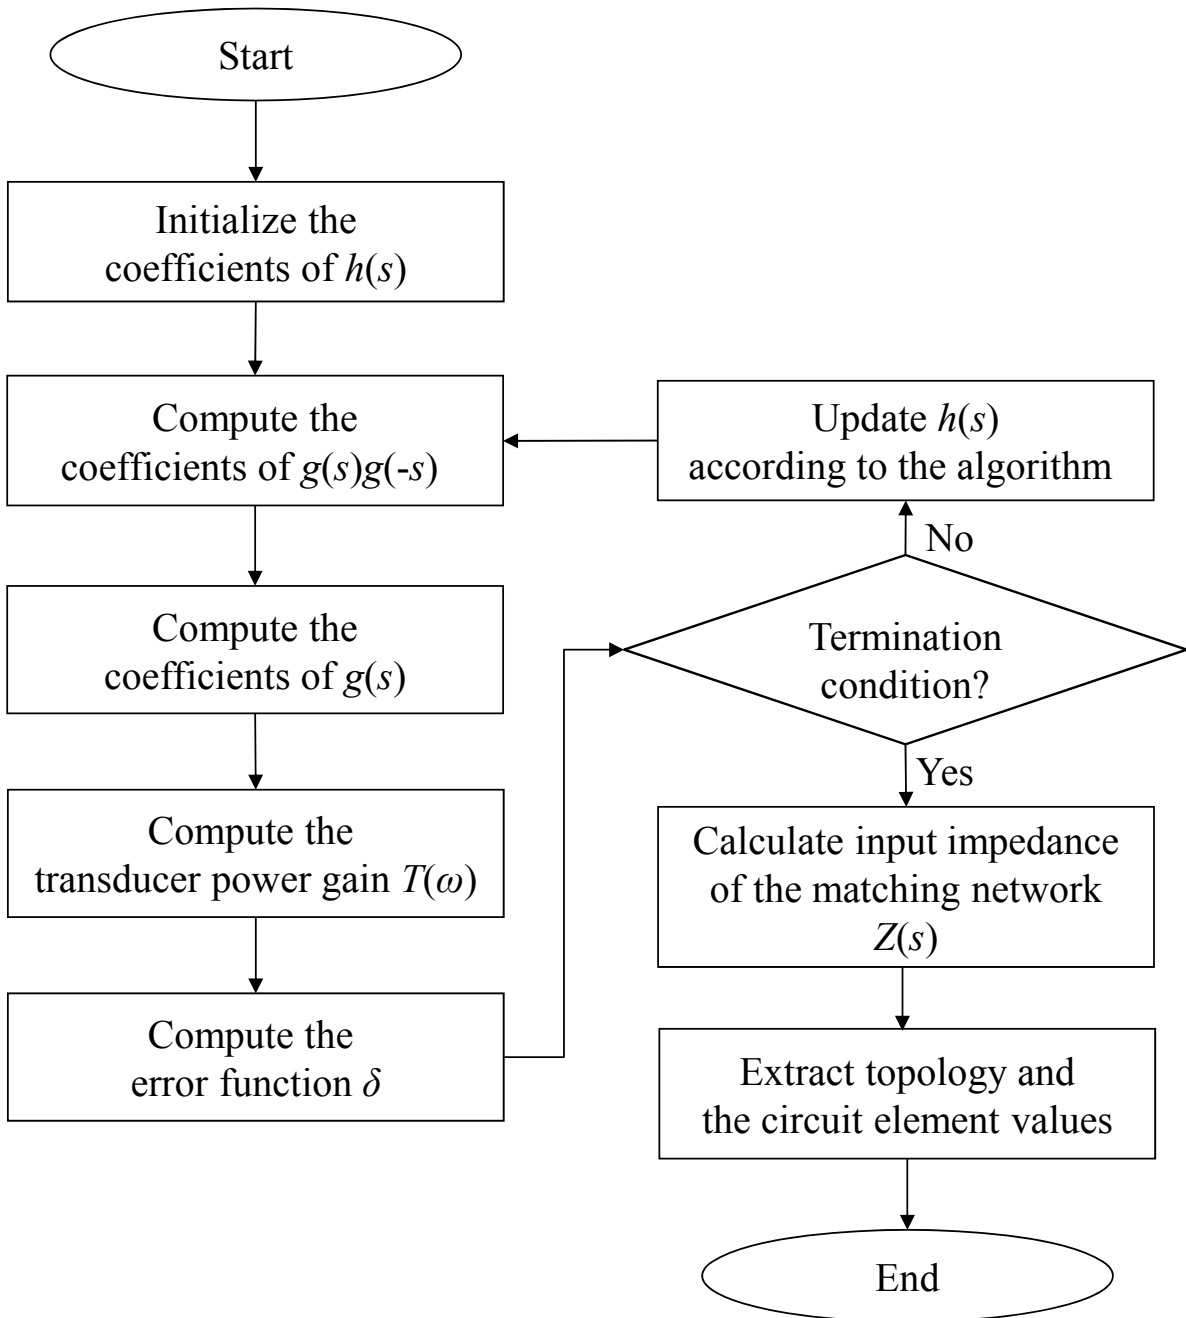 Start
Initialize the
coefficients of h(s)
Compute the
coefficients of g(s)g(-s)
Compute the
coefficients of g(s)
Compute the
transducer power gain T(ω)
Compute the
error function δ
Update h(s)
according to the algorithm
No
Termination
condition?
Yes
Calculate input impedance
of the matching network
Z(s)
Extract topology and
the circuit element values
End